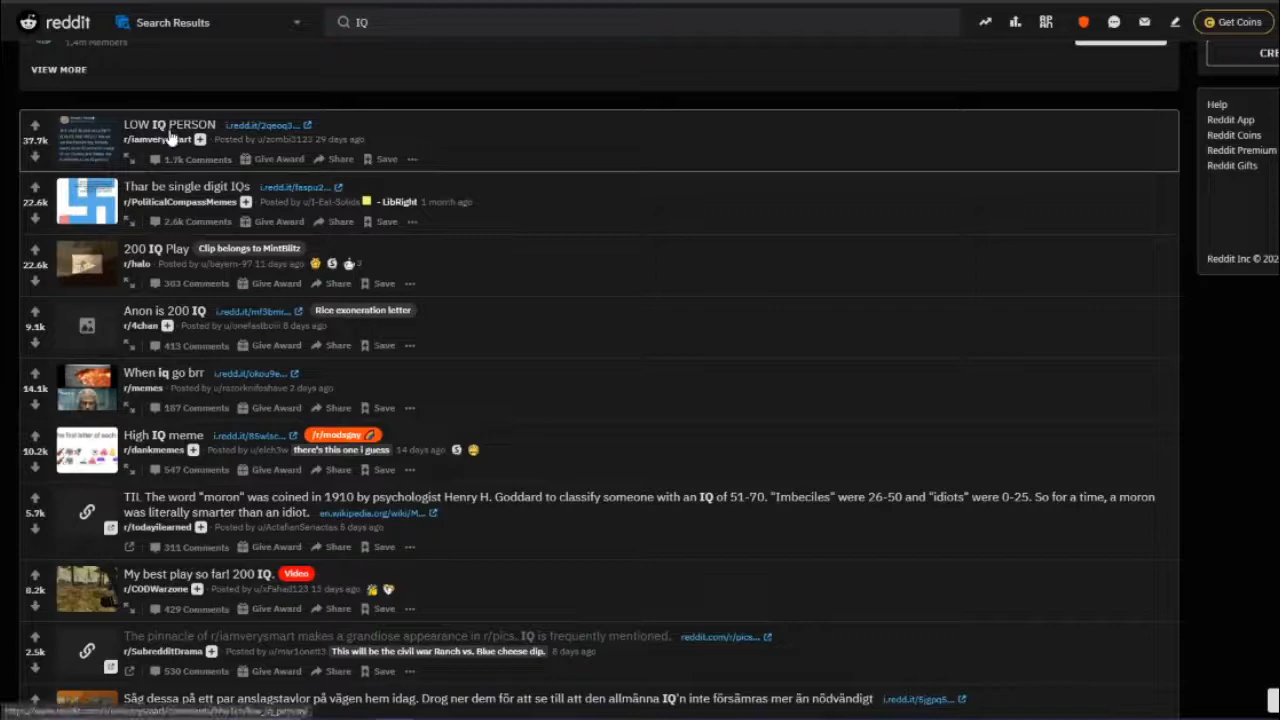 reddit Search Results IQ Get Coins
1.4m Members
VIEW MORE
CRE
Help
Reddit App
Reddit Coins
Reddit Premium
Reddit Gifts
Reddit Inc © 202
LOW IQ PERSON i.redd.it/2qeoq3...
37.7k r/iamverysmart Posted by u/zombi3123 29 days ago
1.7k Comments Give Award Share Save
Thar be single digit IQs i.redd.it/faspu2...
22.6k r/PoliticalCompassMemes Posted by u/I-Eat-Solids - LibRight 1 month ago
2.6k Comments Give Award Share Save
200 IQ Play Clip belongs to MintBlitz
22.6k r/halo Posted by u/bayern-97 11 days ago 3
383 Comments Give Award Share Save
Anon is 200 IQ i.redd.it/mf3bmr... Rice exoneration letter
9.1k r/4chan Posted by u/onefastboiii 8 days ago
413 Comments Give Award Share Save
When iq go brr i.redd.it/okou9e...
14.1k r/memes Posted by u/razorknifeshave 2 days ago
187 Comments Give Award Share Save
High IQ meme i.redd.it/85wlsc... /r/modsgay
10.2k r/dankmemes Posted by u/elch3w there's this one i guess 14 days ago
547 Comments Give Award Share Save
TIL The word "moron" was coined in 1910 by psychologist Henry H. Goddard to classify someone with an IQ of 51-70. "Imbeciles" were 26-50 and "idiots" were 0-25. So for a time, a moron
was literally smarter than an idiot. en.wikipedia.org/wiki/M...
5.7k r/todayilearned Posted by u/ActafianSenactas 5 days ago
311 Comments Give Award Share Save
My best play so far! 200 IQ. Video
8.2k r/CODWarzone Posted by u/xFahad123 13 days ago
429 Comments Give Award Share Save
The pinnacle of r/iamverysmart makes a grandiose appearance in r/pics. IQ is frequently mentioned. reddit.com/r/pics...
2.5k r/SubredditDrama Posted by u/mar1onett3 This will be the civil war Ranch vs. Blue cheese dip. 8 days ago
530 Comments Give Award Share Save
Såg dessa på ett par anslagstavlor på vägen hem idag. Drog ner dem för att se till att den allmänna IQ'n inte försämras mer än nödvändigt i.redd.it/5jgpq5...